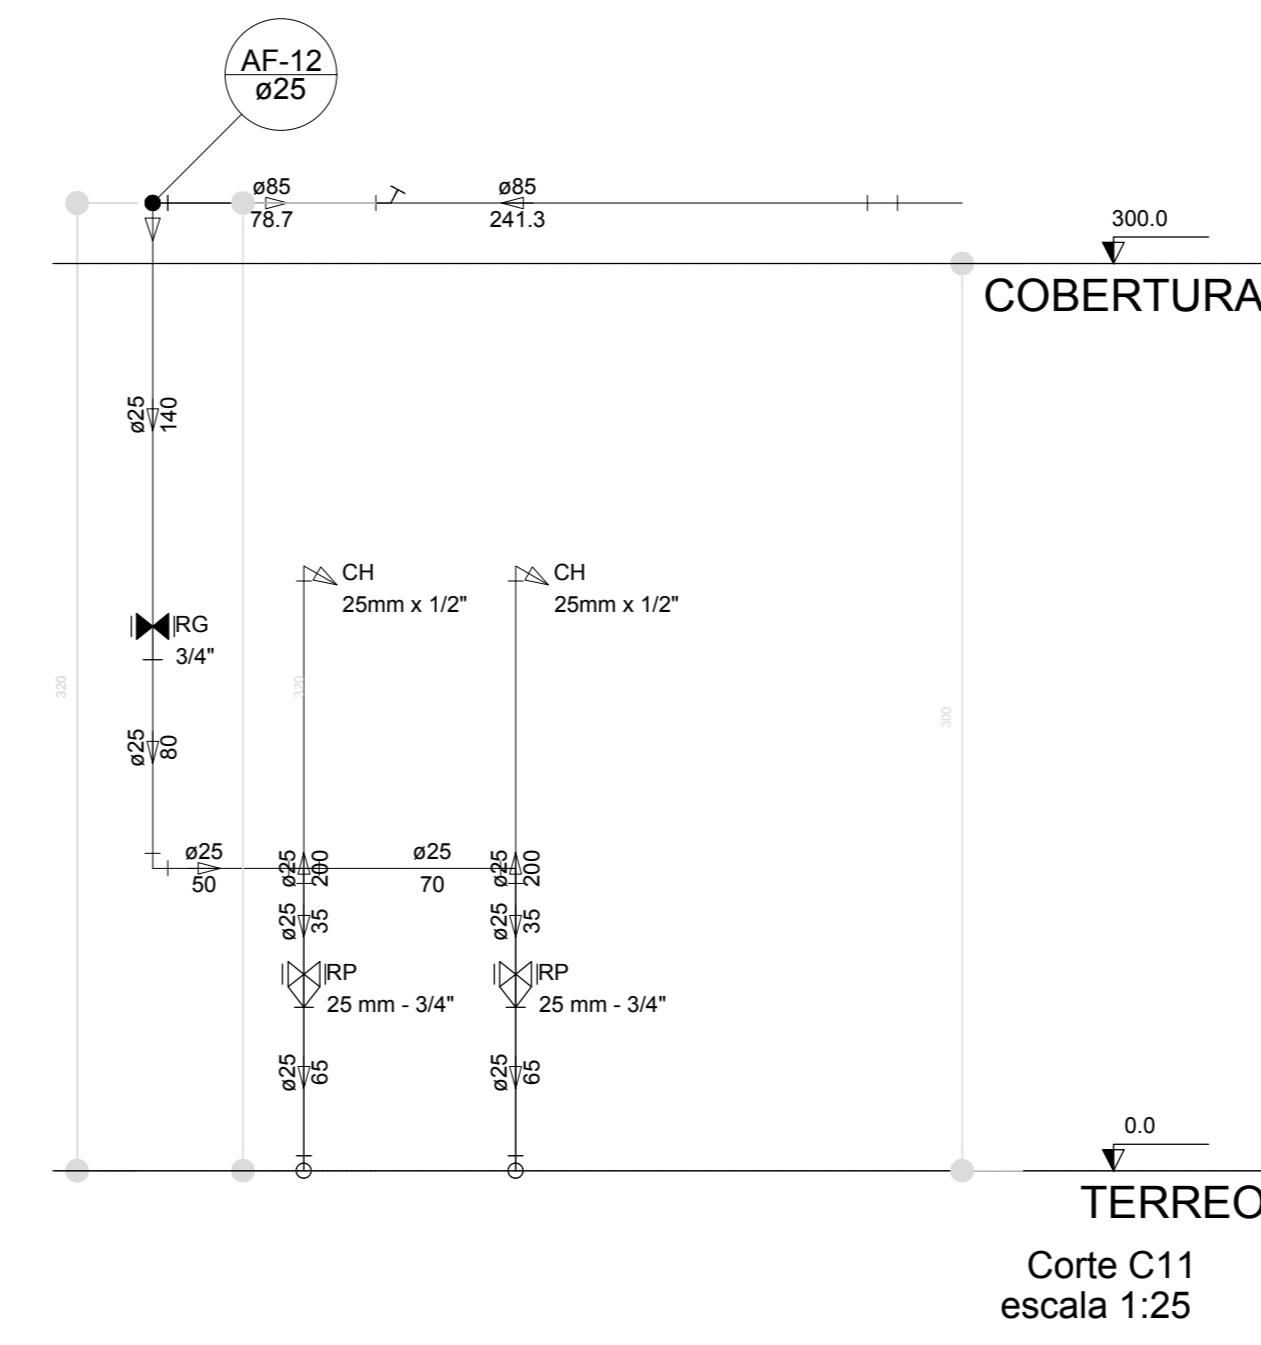 AF-12
ø25
ø85
78.7
ø85
241.3
300.0
COBERTURA
ø25
140
CH
25mm x 1/2"
CH
25mm x 1/2"
RG
3/4"
320
320
300
ø25
80
ø25
50
ø25
200
ø25
70
ø25
200
ø25
35
ø25
35
RP
25 mm - 3/4"
RP
25 mm - 3/4"
ø25
65
ø25
65
0.0
TERREO
Corte C11
escala 1:25